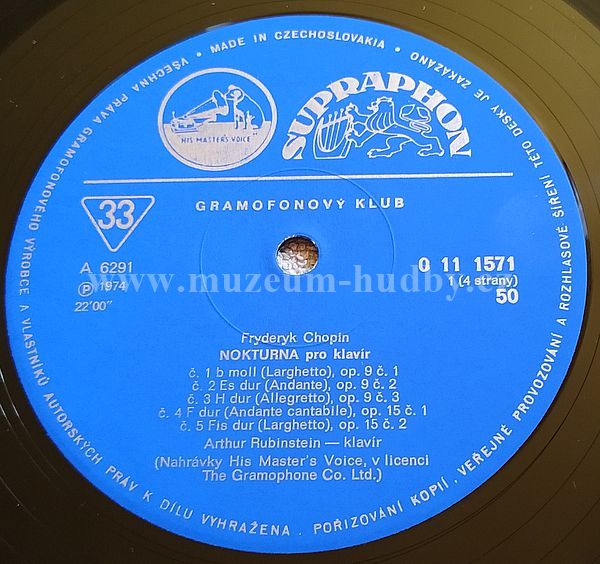 VŠECHNA PRÁVA GRAMOFONOVÉHO VÝROBCE A VLASTNÍKŮ AUTORSKÝCH PRÁV K DÍLU VYHRAŽENA. POŘIZOVÁNÍ KOPIÍ, VEŘEJNÉ PROVOZOVÁNÍ A ROZHLASOVÉ ŠÍŘENÍ TÉTO DESKY JE ZAKÁZÁNO • MADE IN CZECHOSLOVAKIA •
HIS MASTER'S VOICE
SUPRAPHON
33
GRAMOFONOVÝ KLUB
A 6291
℗ 1974
22'00"
0 11 1571
1 (4 strany)
50
www.muzeum-hudby.cz
Fryderyk Chopin
NOKTURNA pro klavír
č. 1 b moll (Larghetto), op. 9 č. 1
č. 2 Es dur (Andante), op. 9 č. 2
č. 3 H dur (Allegretto), op. 9 č. 3
č. 4 F dur (Andante cantabile), op. 15 č. 1
č. 5 Fis dur (Larghetto), op. 15 č. 2
Arthur Rubinstein — klavír
(Nahrávky His Master's Voice, v licenci
The Gramophone Co. Ltd.)